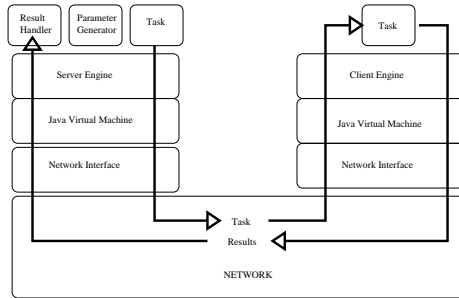 Result
Handler
Parameter
Generator
Task
Task
Server Engine
Client Engine
Java Virtual Machine
Java Virtual Machine
Network Interface
Network Interface
Task
Results
NETWORK